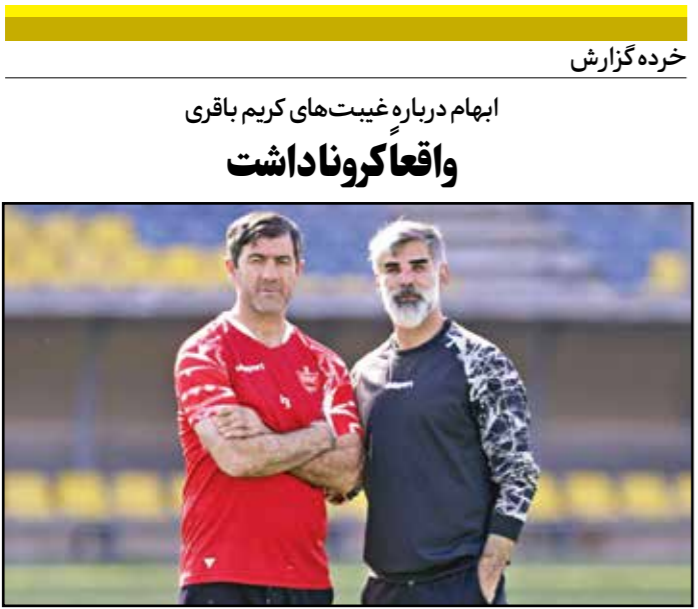 خرده گزارش
ابهام درباره غیبت‌های کریم باقری
واقعاً کرونا داشت